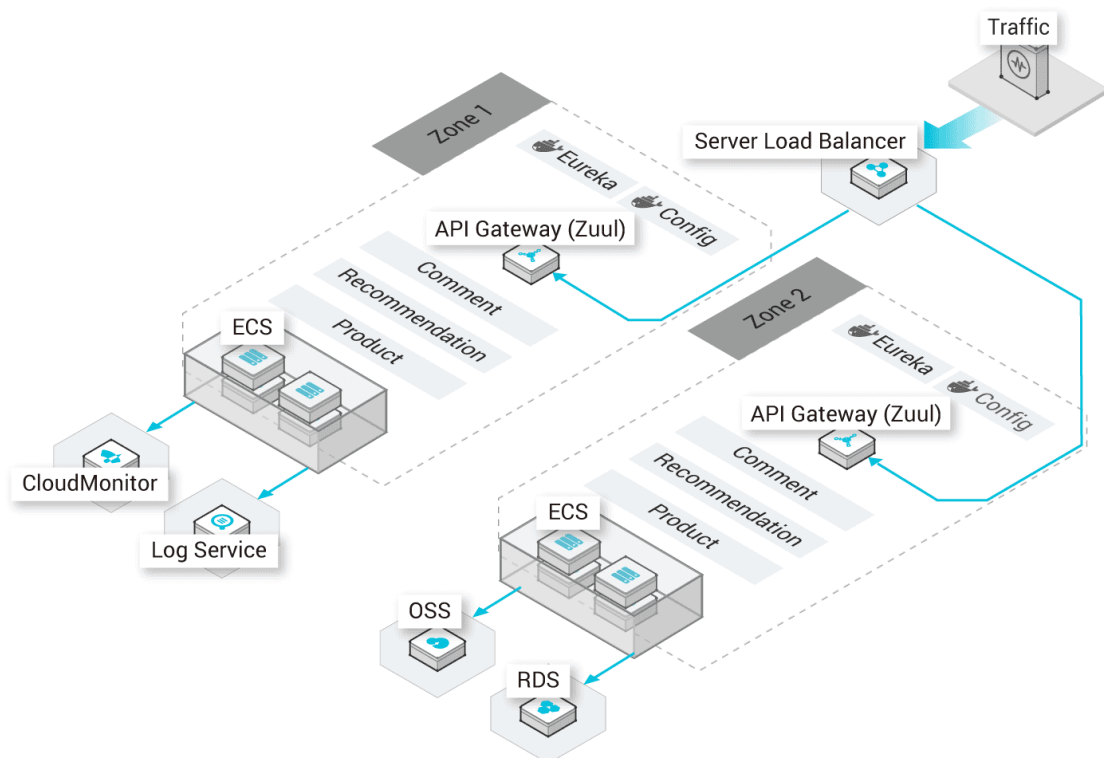 Traffic
Server Load Balancer
Zone 1
Eureka
Config
API Gateway (Zuul)
Comment
Recommendation
Product
ECS
CloudMonitor
Log Service
Zone 2
Eureka
Config
API Gateway (Zuul)
Comment
Recommendation
Product
ECS
OSS
RDS